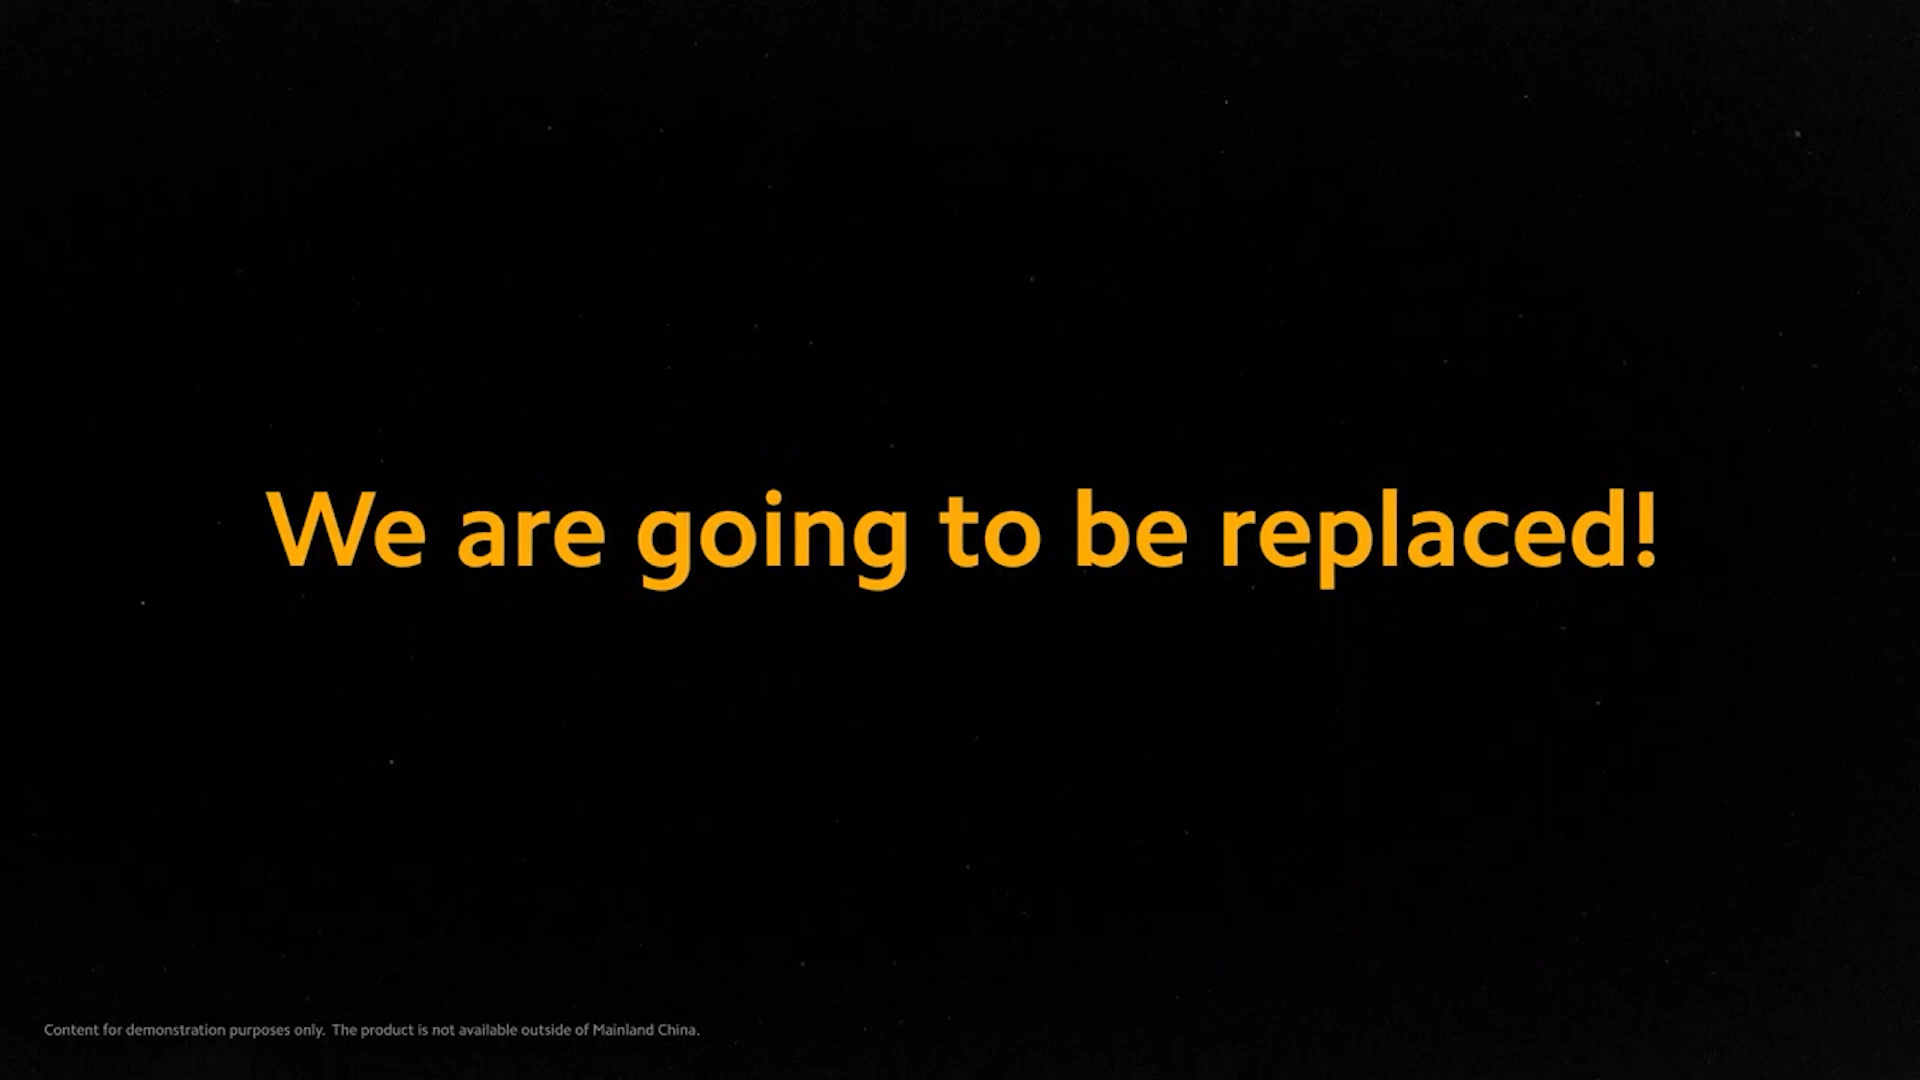 We are going to be replaced!
Content for demonstration purposes only. The product is not available outside of Mainland China.